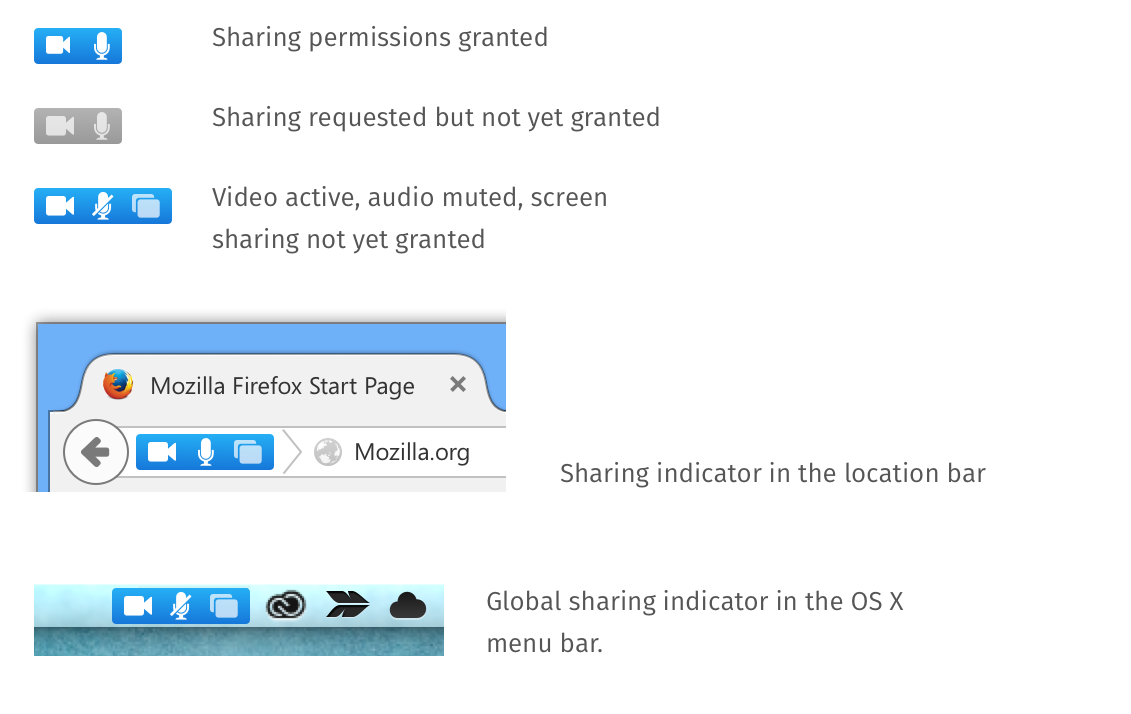 Sharing permissions granted
Sharing requested but not yet granted
Video active, audio muted, screen
sharing not yet granted
Mozilla Firefox Start Page
Mozilla.org
Sharing indicator in the location bar
Global sharing indicator in the OS X
menu bar.